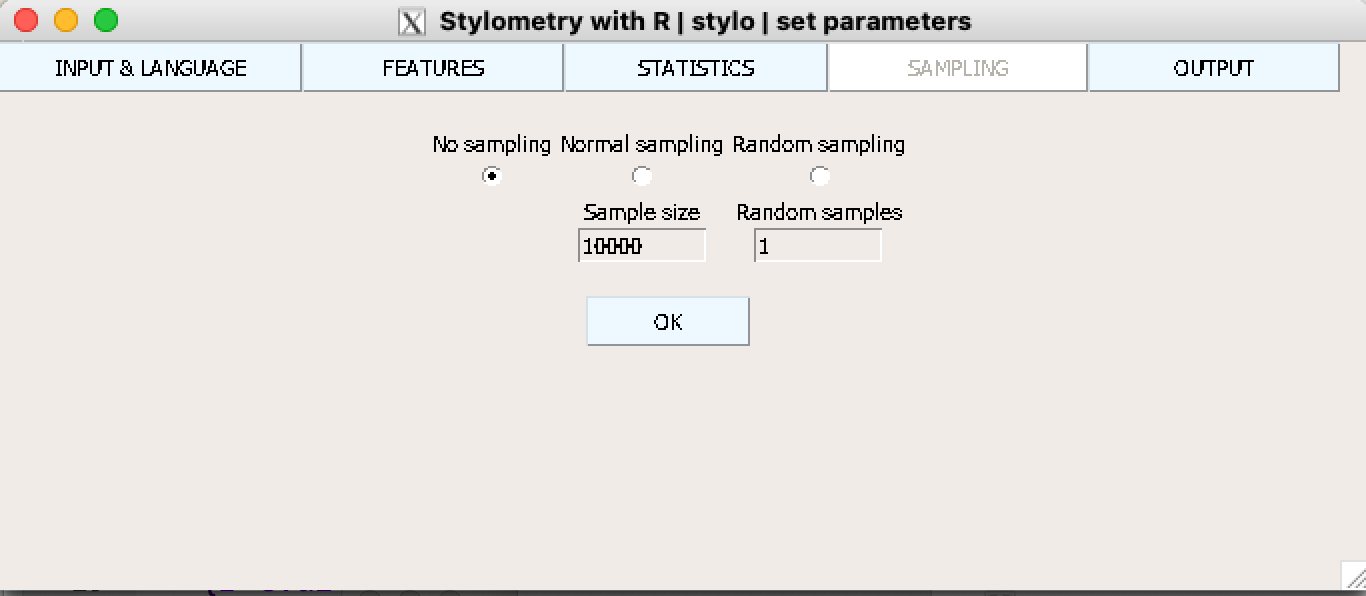 Stylometry with R | stylo | set parameters
INPUT & LANGUAGE FEATURES STATISTICS SAMPLING OUTPUT
No sampling Normal sampling Random sampling
Sample size Random samples
10000 1
OK